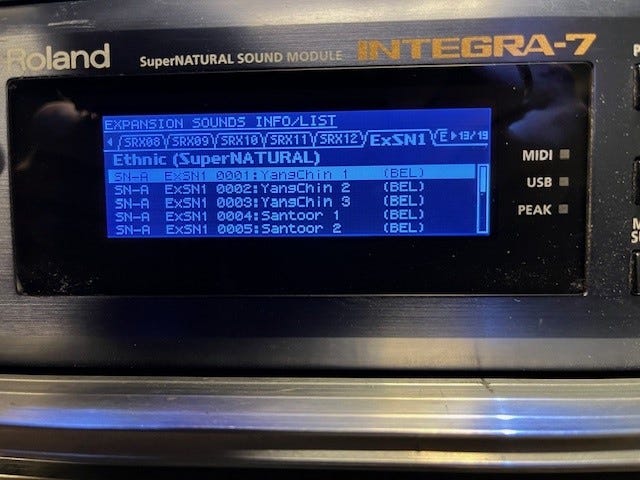 Roland SuperNATURAL SOUND MODULE INTEGRA-7
EXPANSION SOUNDS INFO/LIST
SRX08 SRX09 SRX10 SRX11 SRX12 ExSN1 E 13/19
Ethnic (SuperNATURAL)
SN-A ExSN1 0001:YangChin 1 (BEL)
SN-A ExSN1 0002:YangChin 2 (BEL)
SN-A ExSN1 0003:YangChin 3 (BEL)
SN-A ExSN1 0004:Santoor 1 (BEL)
SN-A ExSN1 0005:Santoor 2 (BEL)
MIDI
USB
PEAK